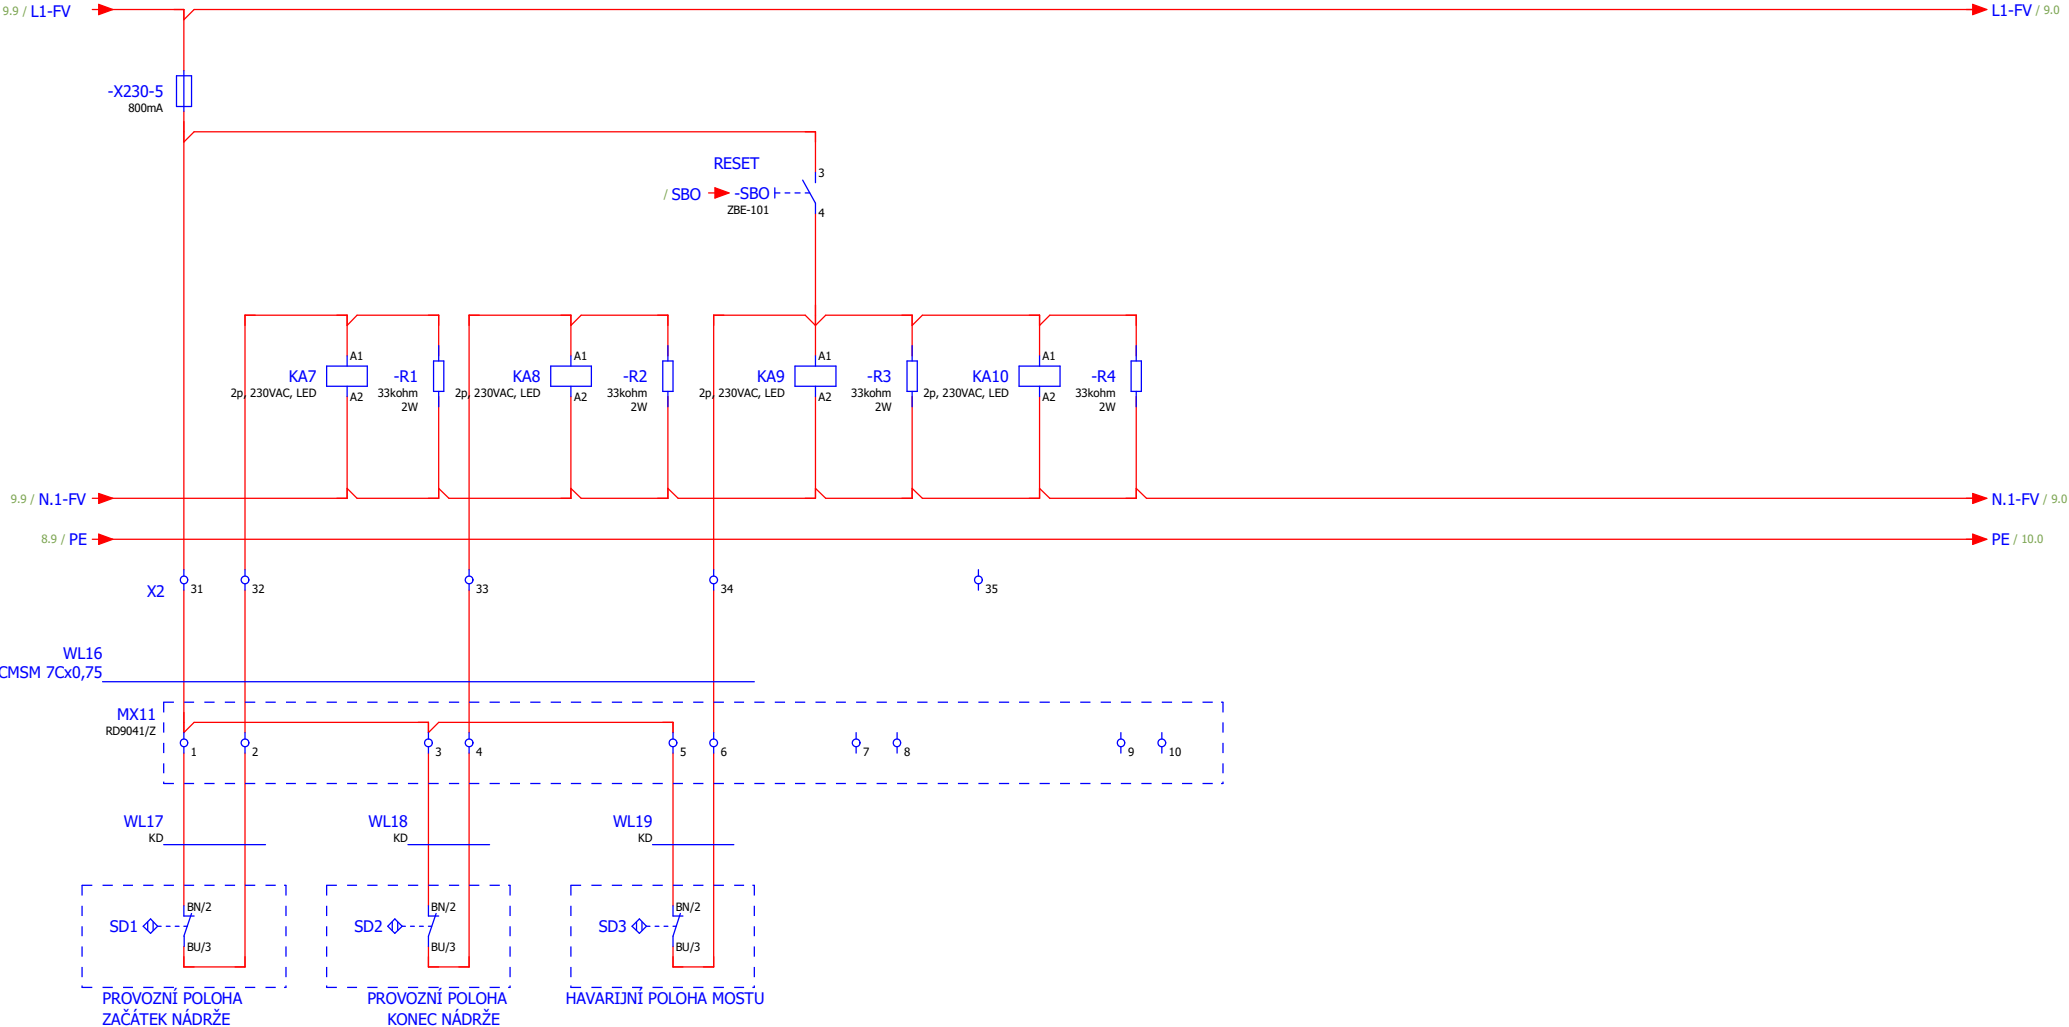 9.9 / L1-FV
L1-FV / 9.0
-X230-5
800mA
RESET
3
/ SBO
-SBO
ZBE-101
4
KA7
2p, 230VAC, LED
A1
A2
-R1
33kohm
2W
KA8
2p, 230VAC, LED
A1
A2
-R2
33kohm
2W
KA9
2p, 230VAC, LED
A1
A2
-R3
33kohm
2W
KA10
2p, 230VAC, LED
A1
A2
-R4
33kohm
2W
9.9 / N.1-FV
N.1-FV / 9.0
8.9 / PE
PE / 10.0
X2
31
32
33
34
35
WL16
CMSM 7Cx0,75
MX11
RD9041/Z
1
2
3
4
5
6
7
8
9
10
WL17
KD
WL18
KD
WL19
KD
SD1
BN/2
BU/3
SD2
BN/2
BU/3
SD3
BN/2
BU/3
PROVOZNÍ POLOHA
ZAČÁTEK NÁDRŽE
PROVOZNÍ POLOHA
KONEC NÁDRŽE
HAVARIJNÍ POLOHA MOSTU